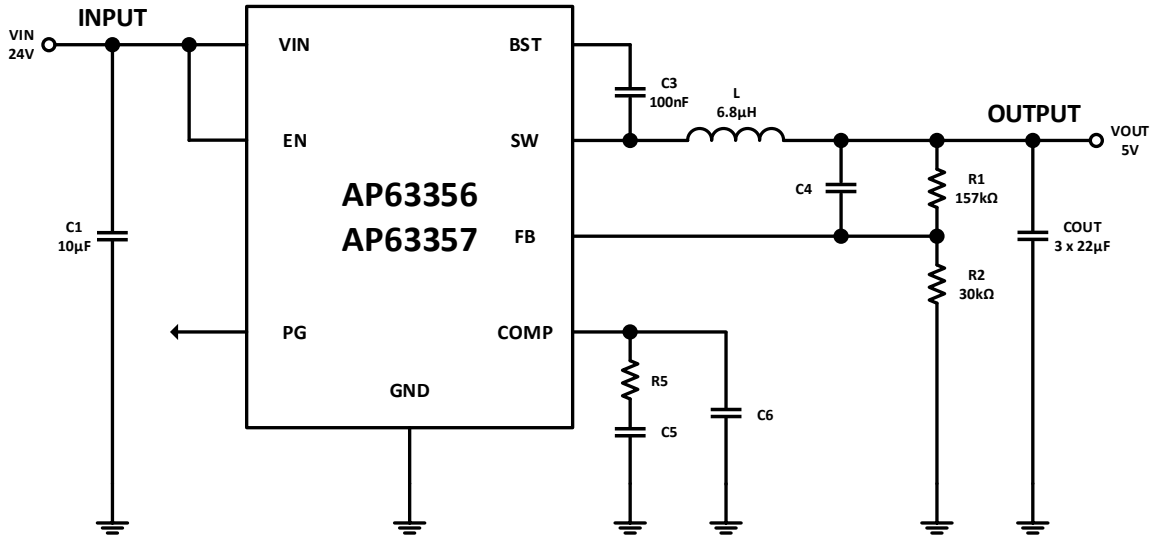 INPUT
VIN
24V
VIN
BST
C3
100nF
L
6.8μH
OUTPUT
VOUT
5V
EN
SW
AP63356
AP63357
C4
R1
157kΩ
C1
10μF
FB
COUT
3 x 22μF
R2
30kΩ
PG
COMP
GND
R5
C5
C6